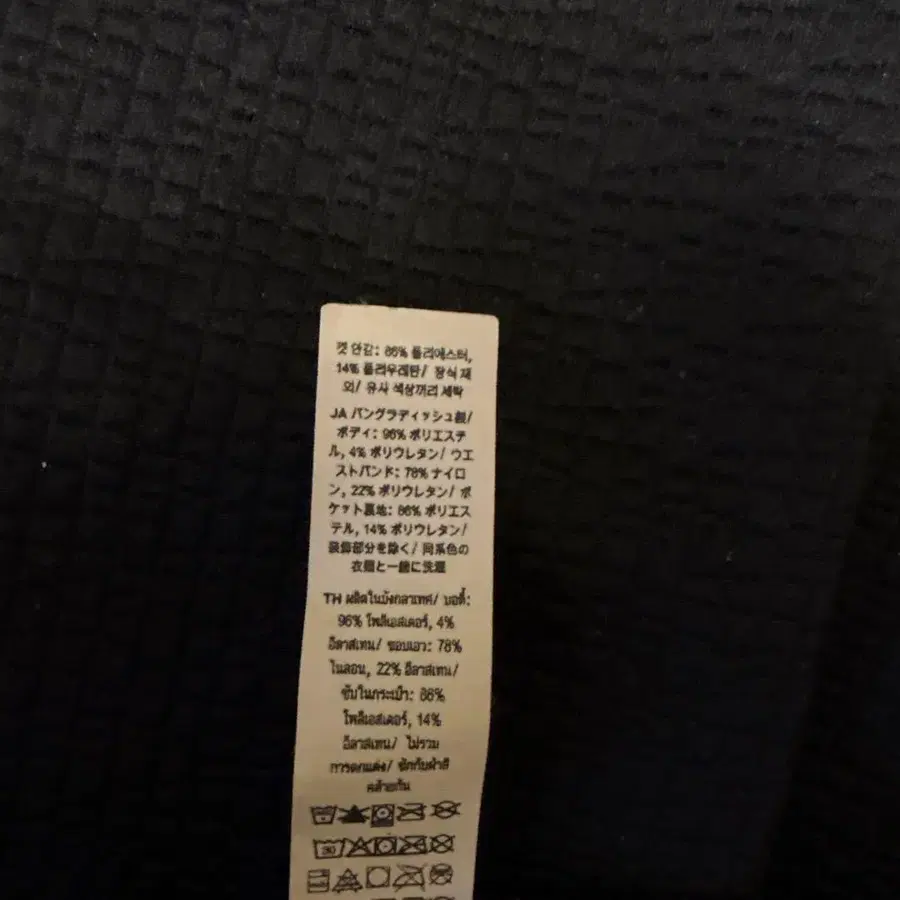 켓 안감: 86% 폴리에스터,
14% 폴리우레탄/ 장식 제
외/ 유사 색상끼리 세탁
JA バングラディッシュ製/
ボディ: 96% ポリエステ
ル, 4% ポリウレタン/ ウエ
ストバンド: 78% ナイロ
ン, 22% ポリウレタン/ ポ
ケット裏地: 86% ポリエス
テル, 14% ポリウレタン/
装飾部分を除く/ 同系色の
衣類と一緒に洗濯
TH ผลิตในบังกลาเทศ/ บอดี้:
96% โพลีเอสเตอร์, 4%
อีลาสเทน/ ขอบเอว: 78%
ไนลอน, 22% อีลาสเทน/
ซับในกระเป๋า: 86%
โพลีเอสเตอร์, 14%
อีลาสเทน/ ไม่รวม
การตกแต่ง/ ซักกับผ้าสี
คล้ายกัน
30